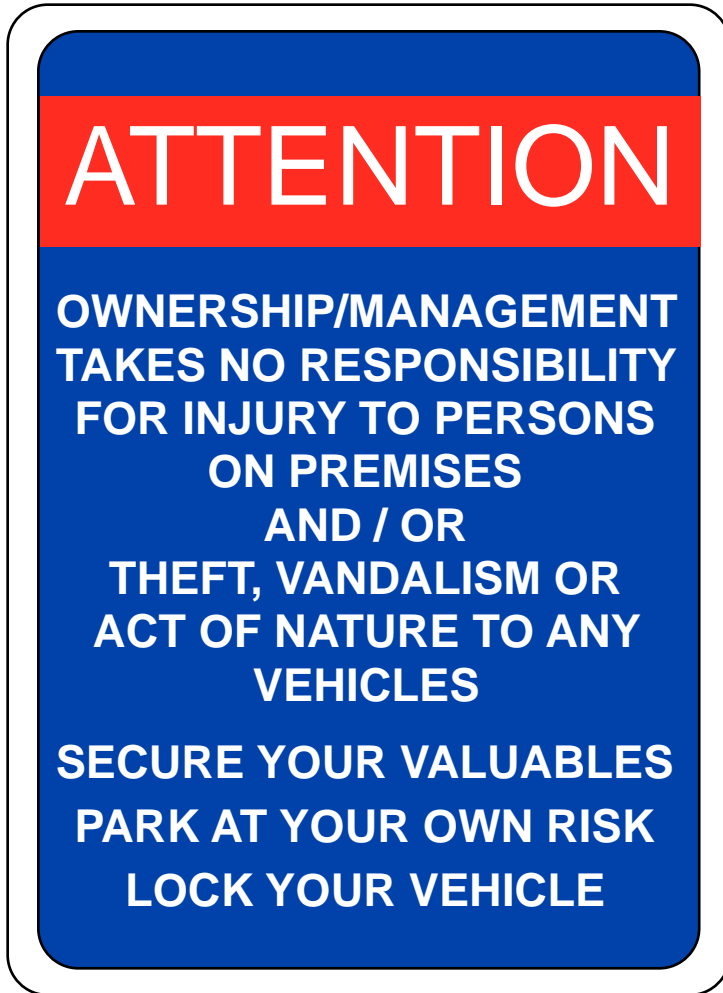 ATTENTION
OWNERSHIP/MANAGEMENT
TAKES NO RESPONSIBILITY
FOR INJURY TO PERSONS
ON PREMISES
AND / OR
THEFT, VANDALISM OR
ACT OF NATURE TO ANY
VEHICLES
SECURE YOUR VALUABLES
PARK AT YOUR OWN RISK
LOCK YOUR VEHICLE